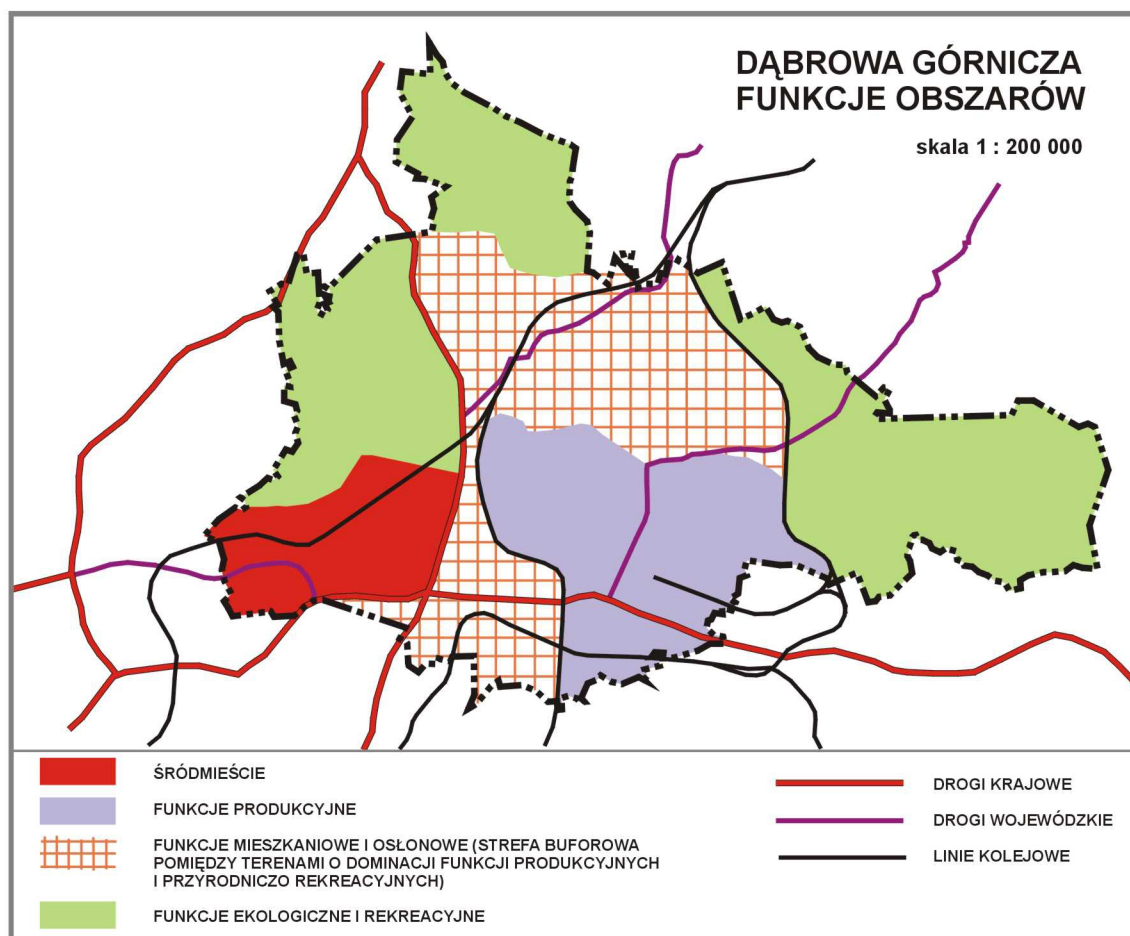 DĄBROWA GÓRNICZA
FUNKCJE OBSZARÓW
skala 1 : 200 000
ŚRÓDMIEŚCIE
FUNKCJE PRODUKCYJNE
FUNKCJE MIESZKANIOWE I OSŁONOWE (STREFA BUFOROWA
POMIĘDZY TERENAMI O DOMINACJI FUNKCJI PRODUKCYJNYCH
I PRZYRODNICZO REKREACYJNYCH)
FUNKCJE EKOLOGICZNE I REKREACYJNE
DROGI KRAJOWE
DROGI WOJEWÓDZKIE
LINIE KOLEJOWE